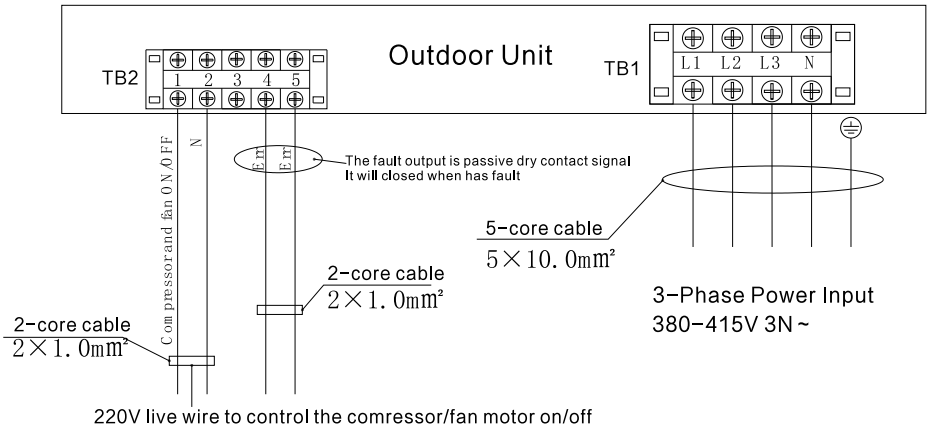 Outdoor Unit
TB2
1 2 3 4 5
TB1
L1 L2 L3 N
Compressor and fan ON/OFF
N
Err
Err
The fault output is passive dry contact signal
It will closed when has fault
5-core cable
5×10.0mm²
2-core cable
2×1.0mm²
3-Phase Power Input
380-415V 3N~
2-core cable
2×1.0mm²
220V live wire to control the comressor/fan motor on/off